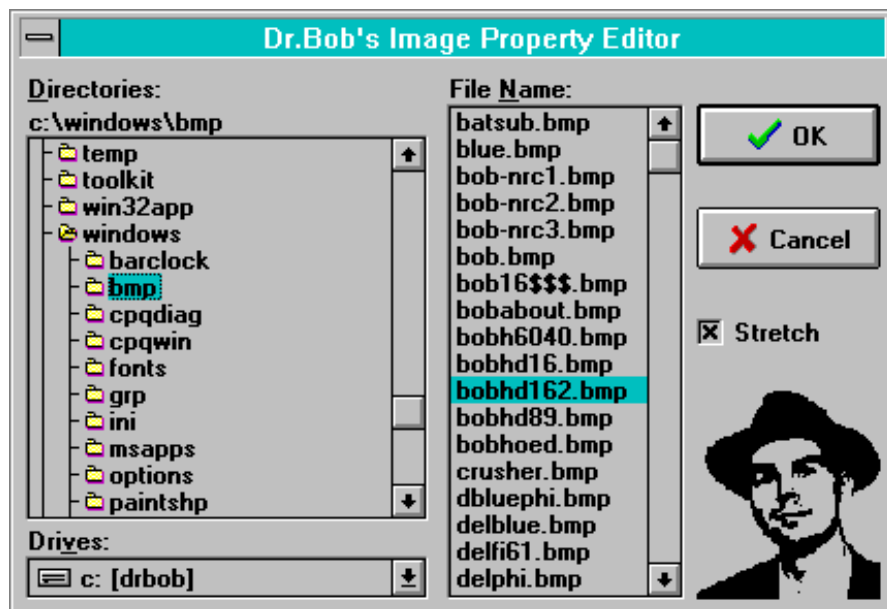 Dr.Bob's Image Property Editor
Directories:
c:\windows\bmp
temp
toolkit
win32app
windows
barclock
bmp
cpqdiag
cpqwin
fonts
grp
ini
msapps
options
paintshp
Drives:
c: [drbob]
File Name:
batsub.bmp
blue.bmp
bob-nrc1.bmp
bob-nrc2.bmp
bob-nrc3.bmp
bob.bmp
bob16$$$.bmp
bobabout.bmp
bobh6040.bmp
bobhd16.bmp
bobhd162.bmp
bobhd89.bmp
bobhoed.bmp
crusher.bmp
dbluephi.bmp
delblue.bmp
delfi61.bmp
delphi.bmp
OK
Cancel
Stretch